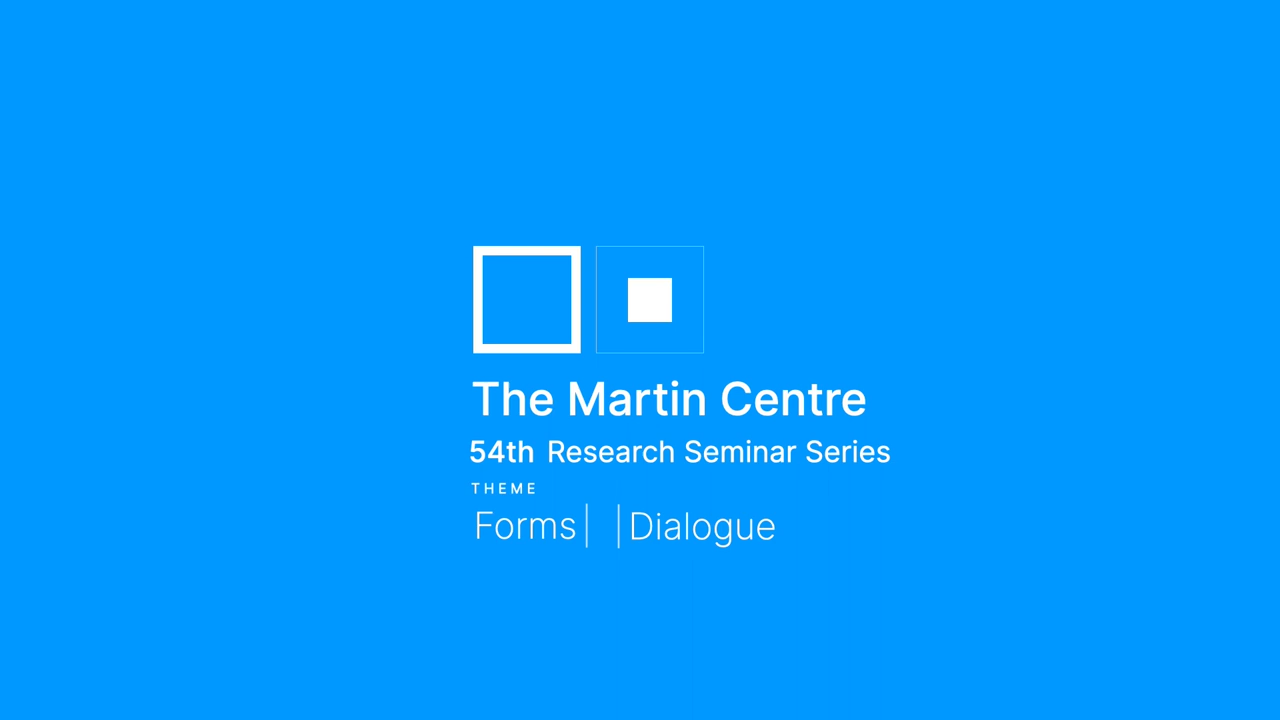 The Martin Centre
54th Research Seminar Series
THEME
Forms| |Dialogue